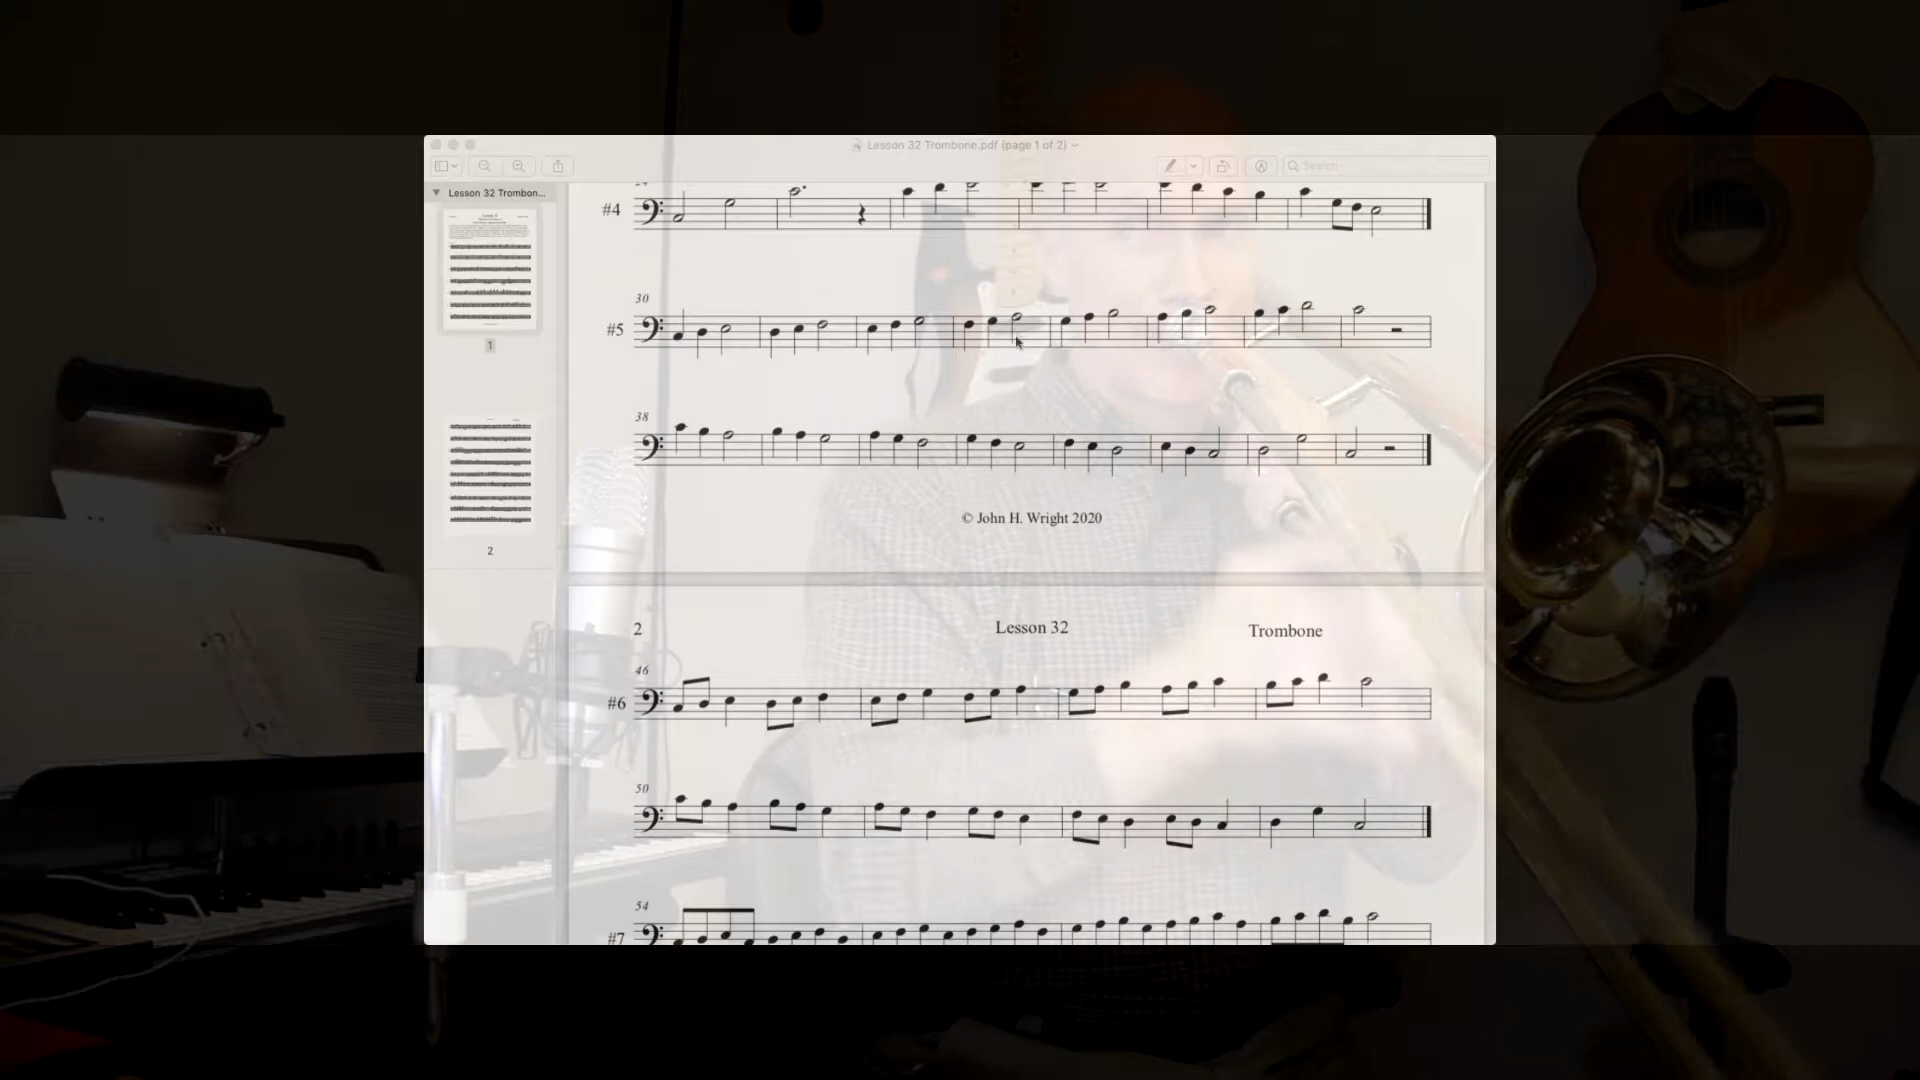 Lesson 32 Trombone.pdf (page 1 of 2)
Search
Lesson 32 Trombon...
1
2
#4
30
#5
38
© John H. Wright 2020
2 Lesson 32 Trombone
46
#6
50
54
#7